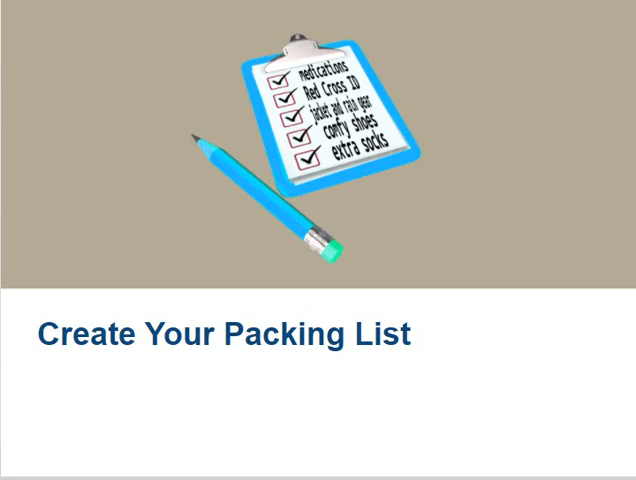 medications
Red Cross ID
jacket and rain gear
comfy shoes
extra socks
Create Your Packing List